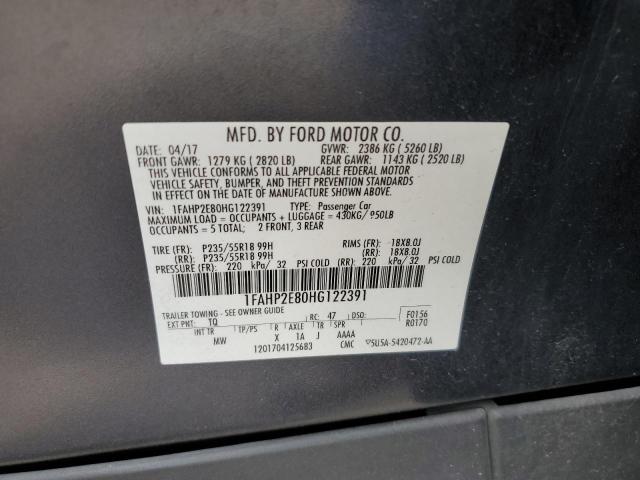 MFD. BY FORD MOTOR CO.
DATE: 04/17 GVWR: 2386 KG ( 5260 LB)
FRONT GAWR: 1279 KG ( 2820 LB) REAR GAWR: 1143 KG ( 2520 LB)
THIS VEHICLE CONFORMS TO ALL APPLICABLE FEDERAL MOTOR
VEHICLE SAFETY, BUMPER, AND THEFT PREVENTION STANDARDS
IN EFFECT ON THE DATE OF MANUFACTURE SHOWN ABOVE.
VIN: 1FAHP2E80HG122391 TYPE: Passenger Car
MAXIMUM LOAD = OCCUPANTS + LUGGAGE = 430KG/ 950LB
OCCUPANTS = 5 TOTAL; 2 FRONT, 3 REAR
TIRE (FR): P235/55R18 99H RIMS (FR): 18X8.0J
(RR): P235/55R18 99H (RR): 18X8.0J
PRESSURE (FR): 220 kPa/ 32 PSI COLD (RR): 220 kPa/ 32 PSI COLD
1FAHP2E80HG122391
TRAILER TOWING - SEE OWNER GUIDE
EXT PNT: TQ RC: 47 DSO: F0156
R0170
INT TR TP/PS R AXLE TR SPR
MW X 1A J AAAA
1201704125683 CMC 5U5A-5420472-AA